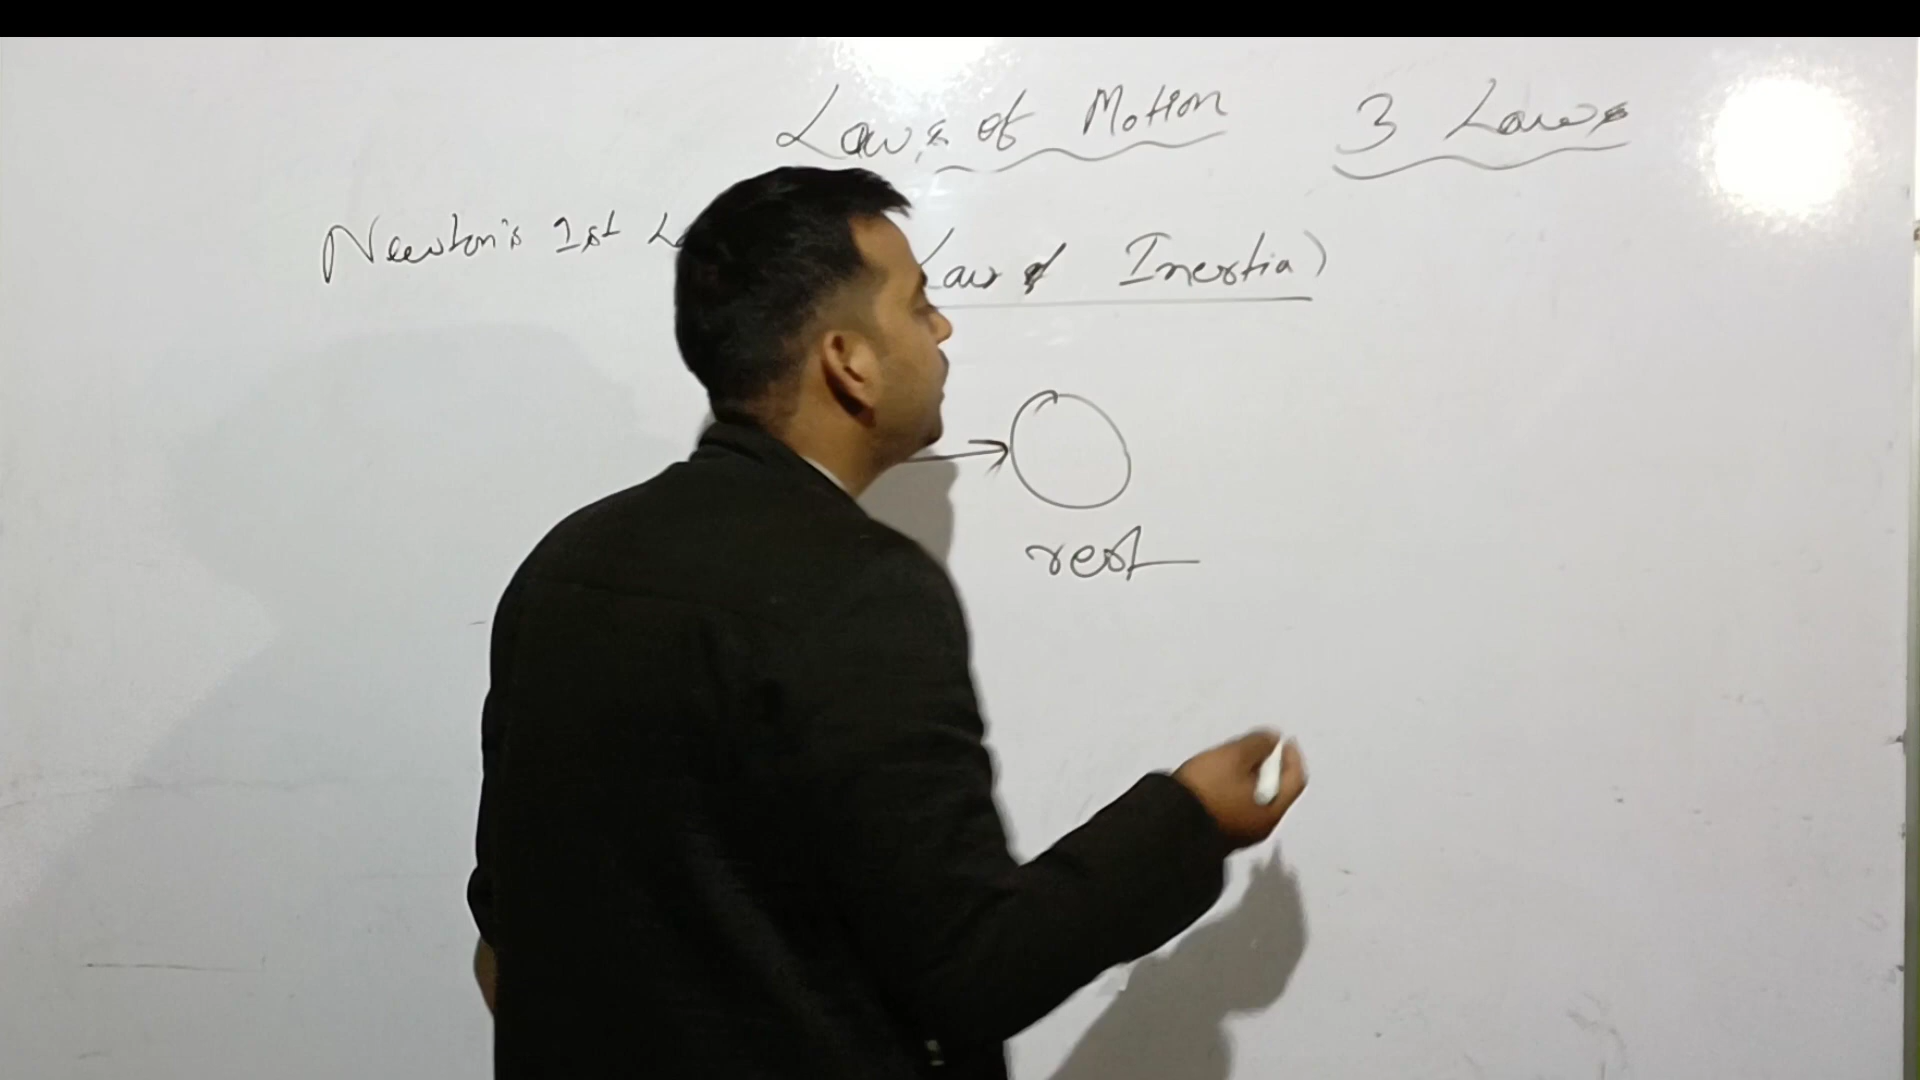 Laws of Motion 3 Laws
Newton's 1st Law of Inertia)
rest